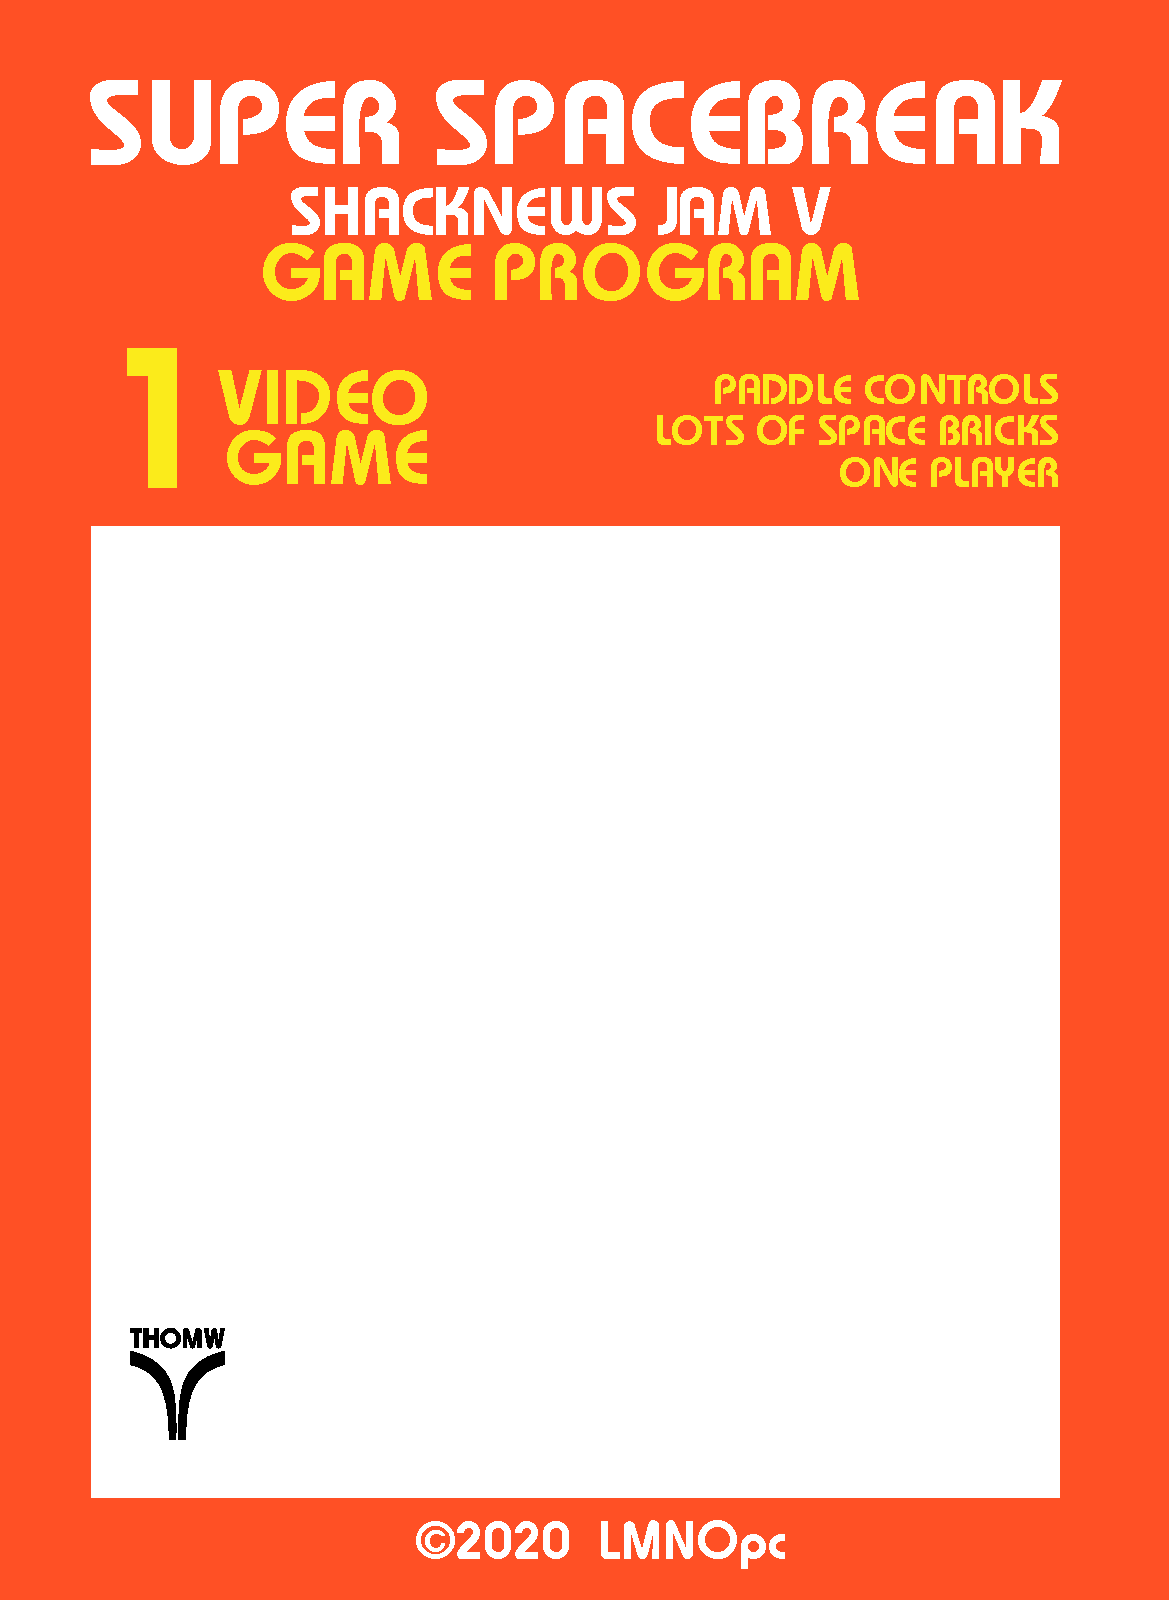 SUPER SPACEBREAK
SHACKNEWS JAM V
GAME PROGRAM
1 VIDEO
GAME
PADDLE CONTROLS
LOTS OF SPACE BRICKS
ONE PLAYER
THOMW
©2020 LMNOpc